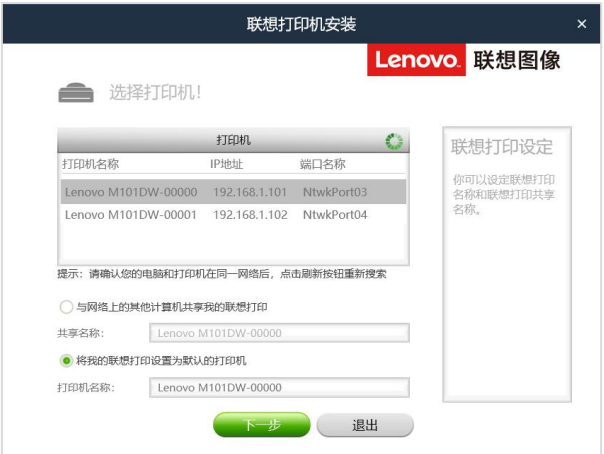 联想打印机安装
×
Lenovo. 联想图像
选择打印机!
打印机
打印机名称 IP地址 端口名称
Lenovo M101DW-00000 192.168.1.101 NtwkPort03
Lenovo M101DW-00001 192.168.1.102 NtwkPort04
提示：请确认您的电脑和打印机在同一网络后，点击刷新按钮重新搜索
与网络上的其他计算机共享我的联想打印
共享名称： Lenovo M101DW-00000
将我的联想打印设置为默认的打印机
打印机名称： Lenovo M101DW-00000
下一步 退出
联想打印设定
你可以设定联想打印
名称和联想打印共享
名称。